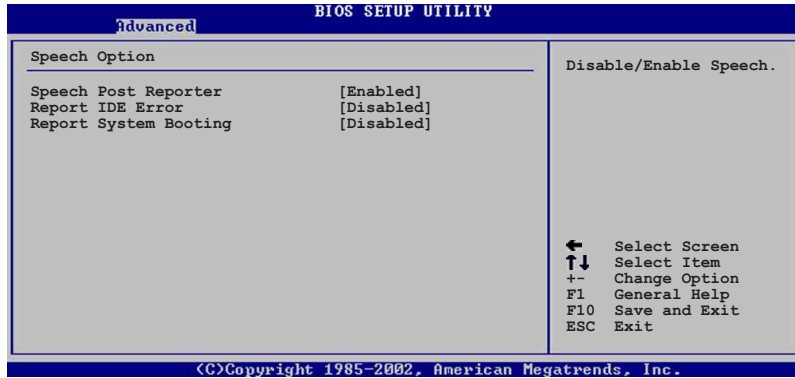 BIOS SETUP UTILITY
Advanced
Speech Option
Speech Post Reporter [Enabled]
Report IDE Error [Disabled]
Report System Booting [Disabled]
Disable/Enable Speech.
← Select Screen
↑↓ Select Item
+- Change Option
F1 General Help
F10 Save and Exit
ESC Exit
(C)Copyright 1985-2002, American Megatrends, Inc.